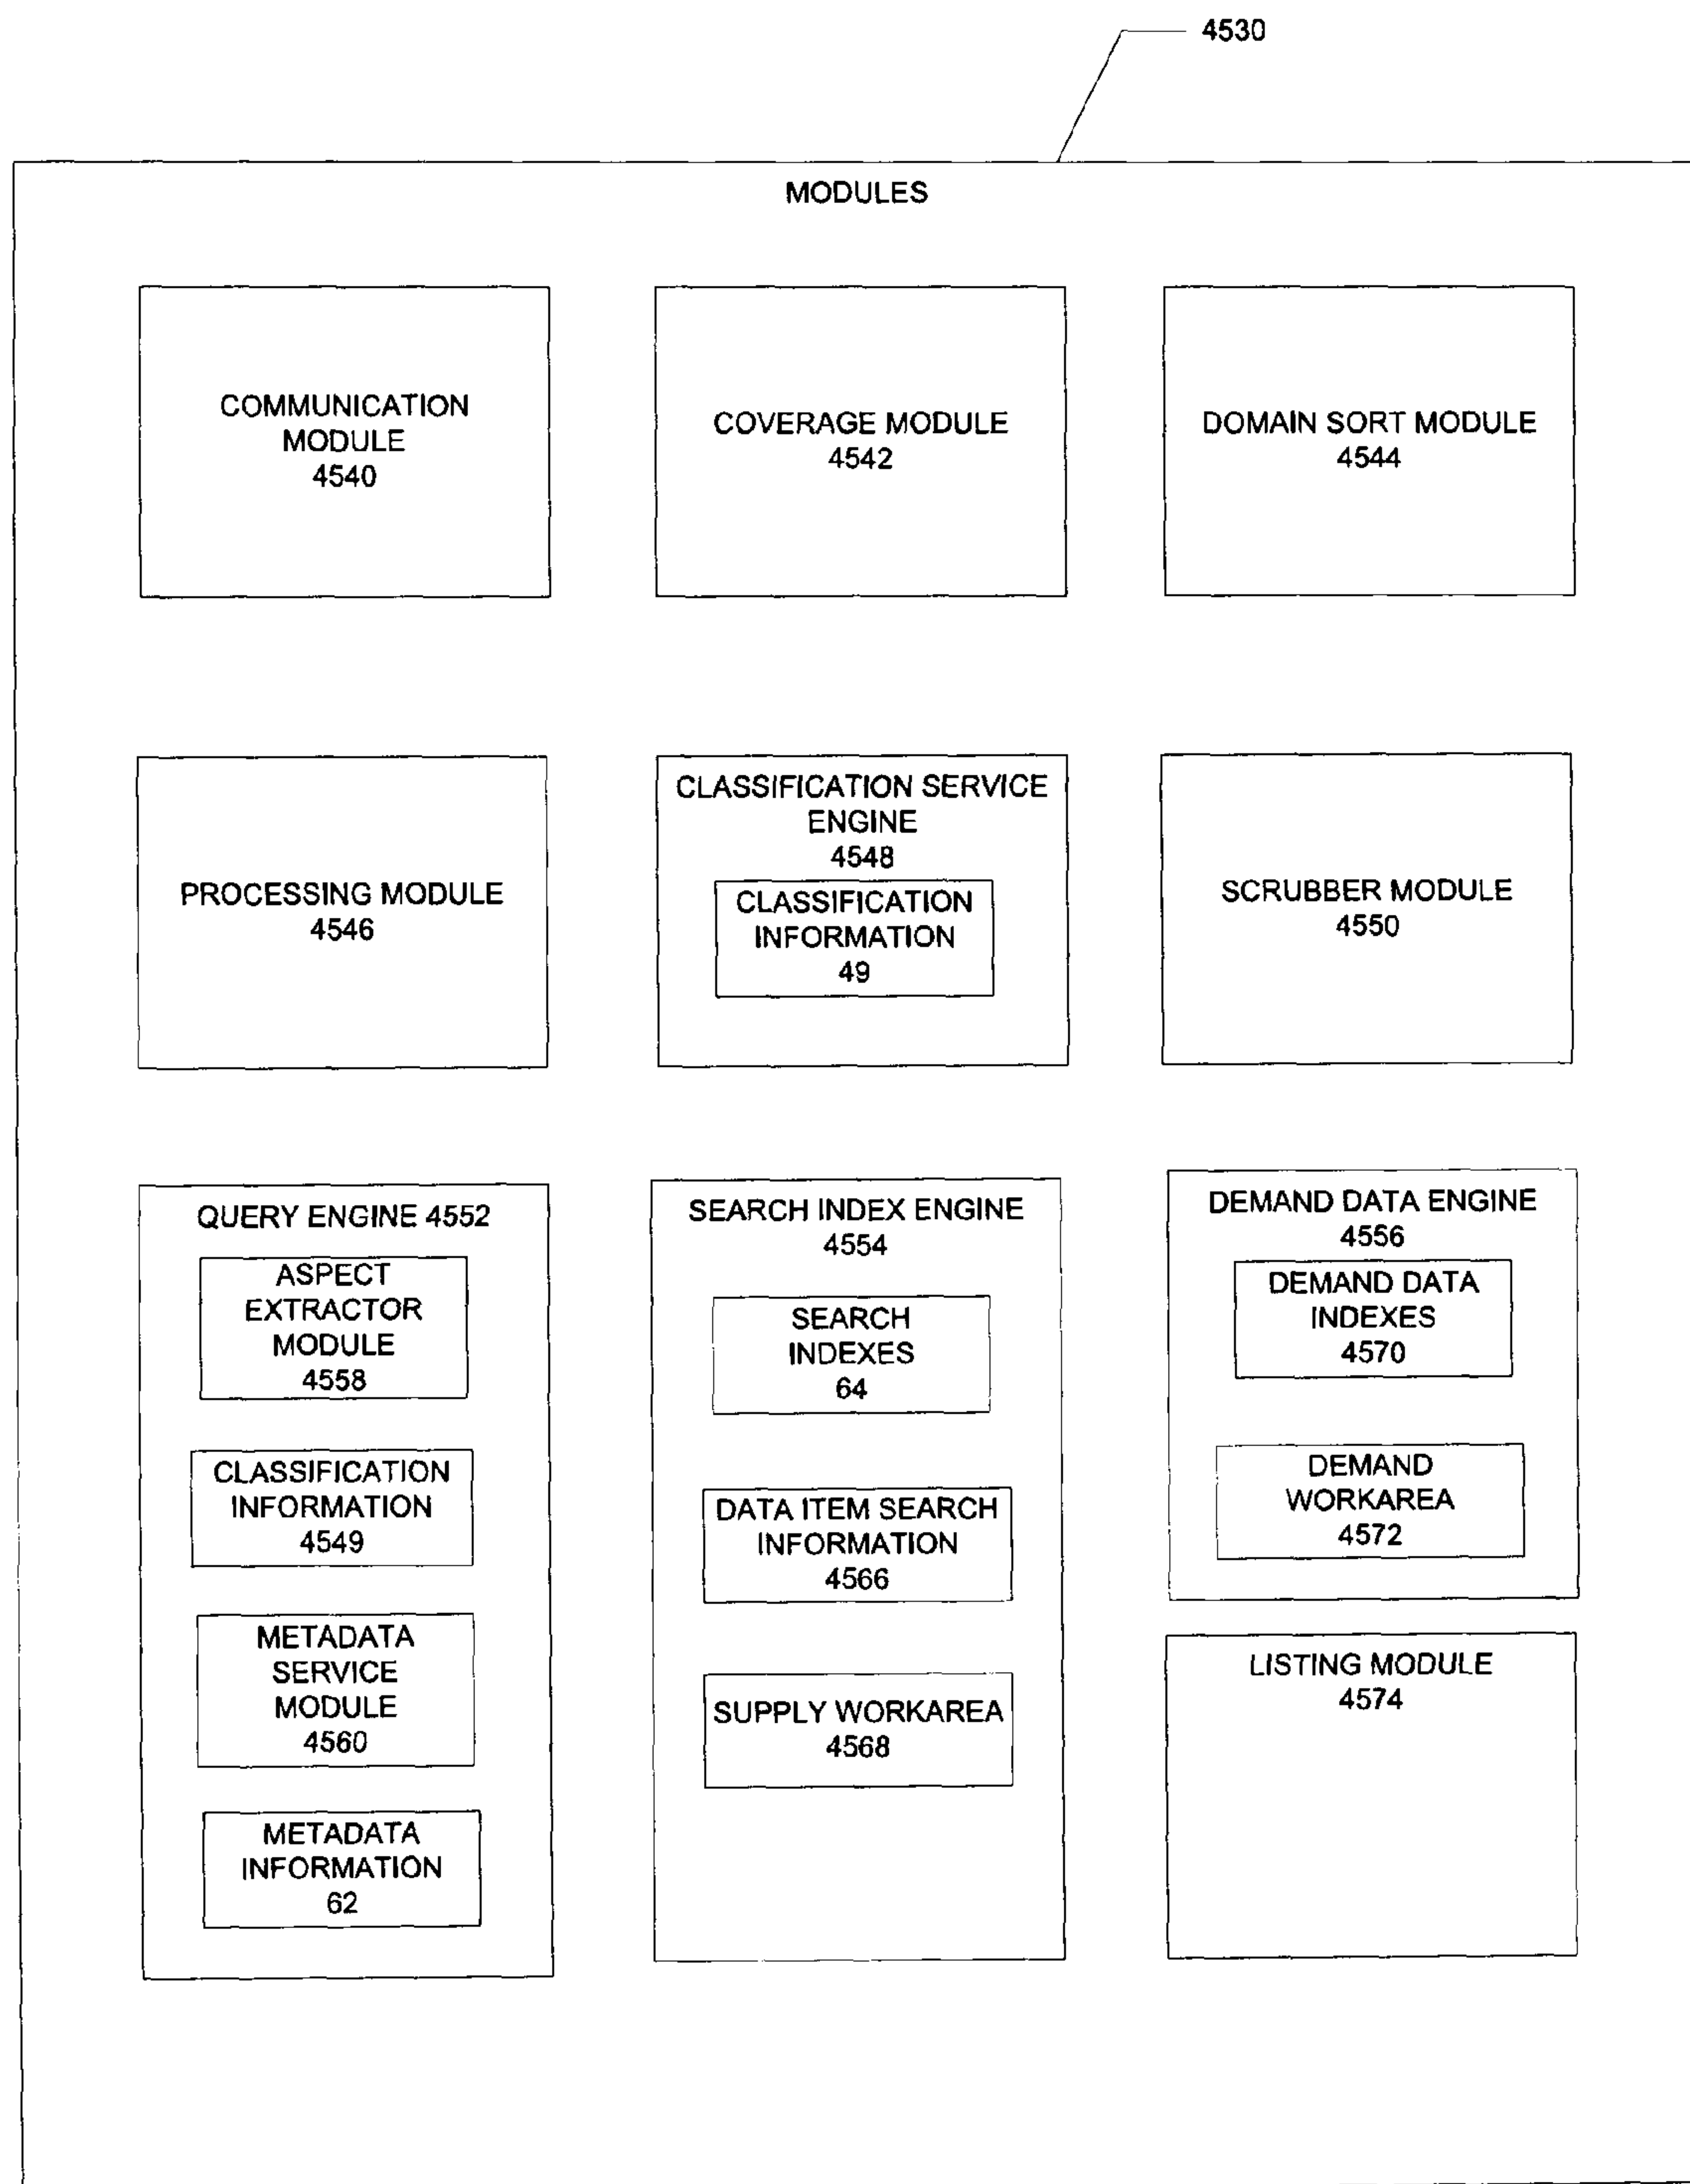 4530
MODULES
COMMUNICATION
MODULE
4540
COVERAGE MODULE
4542
DOMAIN SORT MODULE
4544
PROCESSING MODULE
4546
CLASSIFICATION SERVICE
ENGINE
4548
CLASSIFICATION
INFORMATION
49
SCRUBBER MODULE
4550
QUERY ENGINE 4552
ASPECT
EXTRACTOR
MODULE
4558
CLASSIFICATION
INFORMATION
4549
METADATA
SERVICE
MODULE
4560
METADATA
INFORMATION
62
SEARCH INDEX ENGINE
4554
SEARCH
INDEXES
64
DATA ITEM SEARCH
INFORMATION
4566
SUPPLY WORKAREA
4568
DEMAND DATA ENGINE
4556
DEMAND DATA
INDEXES
4570
DEMAND
WORKAREA
4572
LISTING MODULE
4574